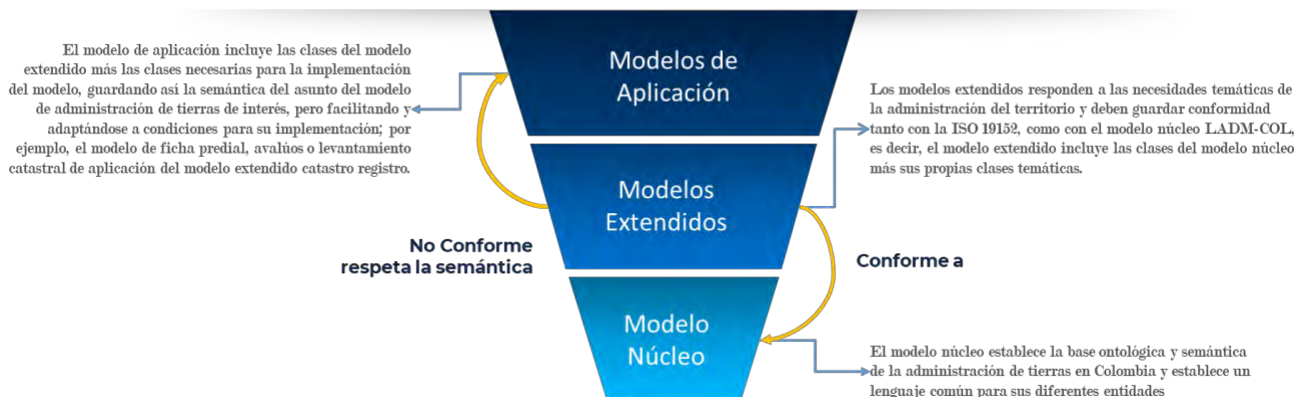 El modelo de aplicación incluye las clases del modelo
extendido más las clases necesarias para la implementación
del modelo, guardando así la semántica del asunto del modelo
de administración de tierras de interés, pero facilitando y
adaptándose a condiciones para su implementación; por
ejemplo, el modelo de ficha predial, avalúos o levantamiento
catastral de aplicación del modelo extendido catastro registro.
Modelos de
Aplicación
Los modelos extendidos responden a las necesidades temáticas de
la administración del territorio y deben guardar conformidad
tanto con la ISO 19152, como con el modelo núcleo LADM-COL,
es decir, el modelo extendido incluye las clases del modelo núcleo
más sus propias clases temáticas.
Modelos
Extendidos
No Conforme
respeta la semántica
Conforme a
Modelo
Núcleo
El modelo núcleo establece la base ontológica y semántica
de la administración de tierras en Colombia y establece un
lenguaje común para sus diferentes entidades